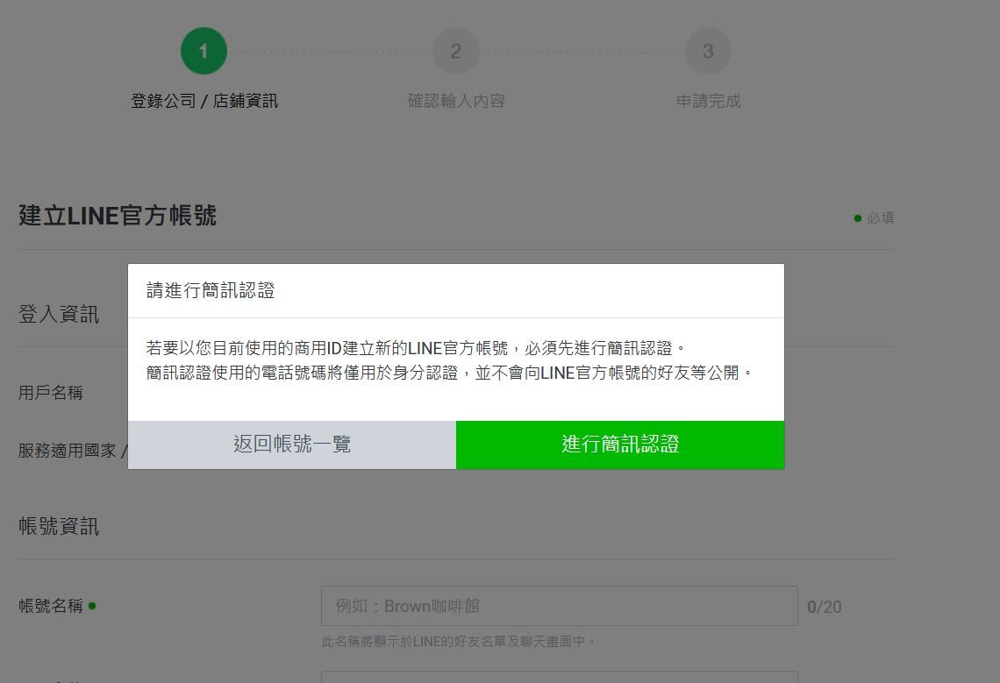 1
2
3
登錄公司 / 店鋪資訊
確認輸入內容
申請完成
建立LINE官方帳號
必填
請進行簡訊認證
登入資訊
若要以您目前使用的商用ID建立新的LINE官方帳號，必須先進行簡訊認證。
簡訊認證使用的電話號碼將僅用於身分認證，並不會向LINE官方帳號的好友等公開。
用戶名稱
返回帳號一覽
進行簡訊認證
服務適用國家 /
帳號資訊
帳號名稱
例如：Brown咖啡館
0/20
此名稱將顯示於LINE的好友名單及聊天畫面中。